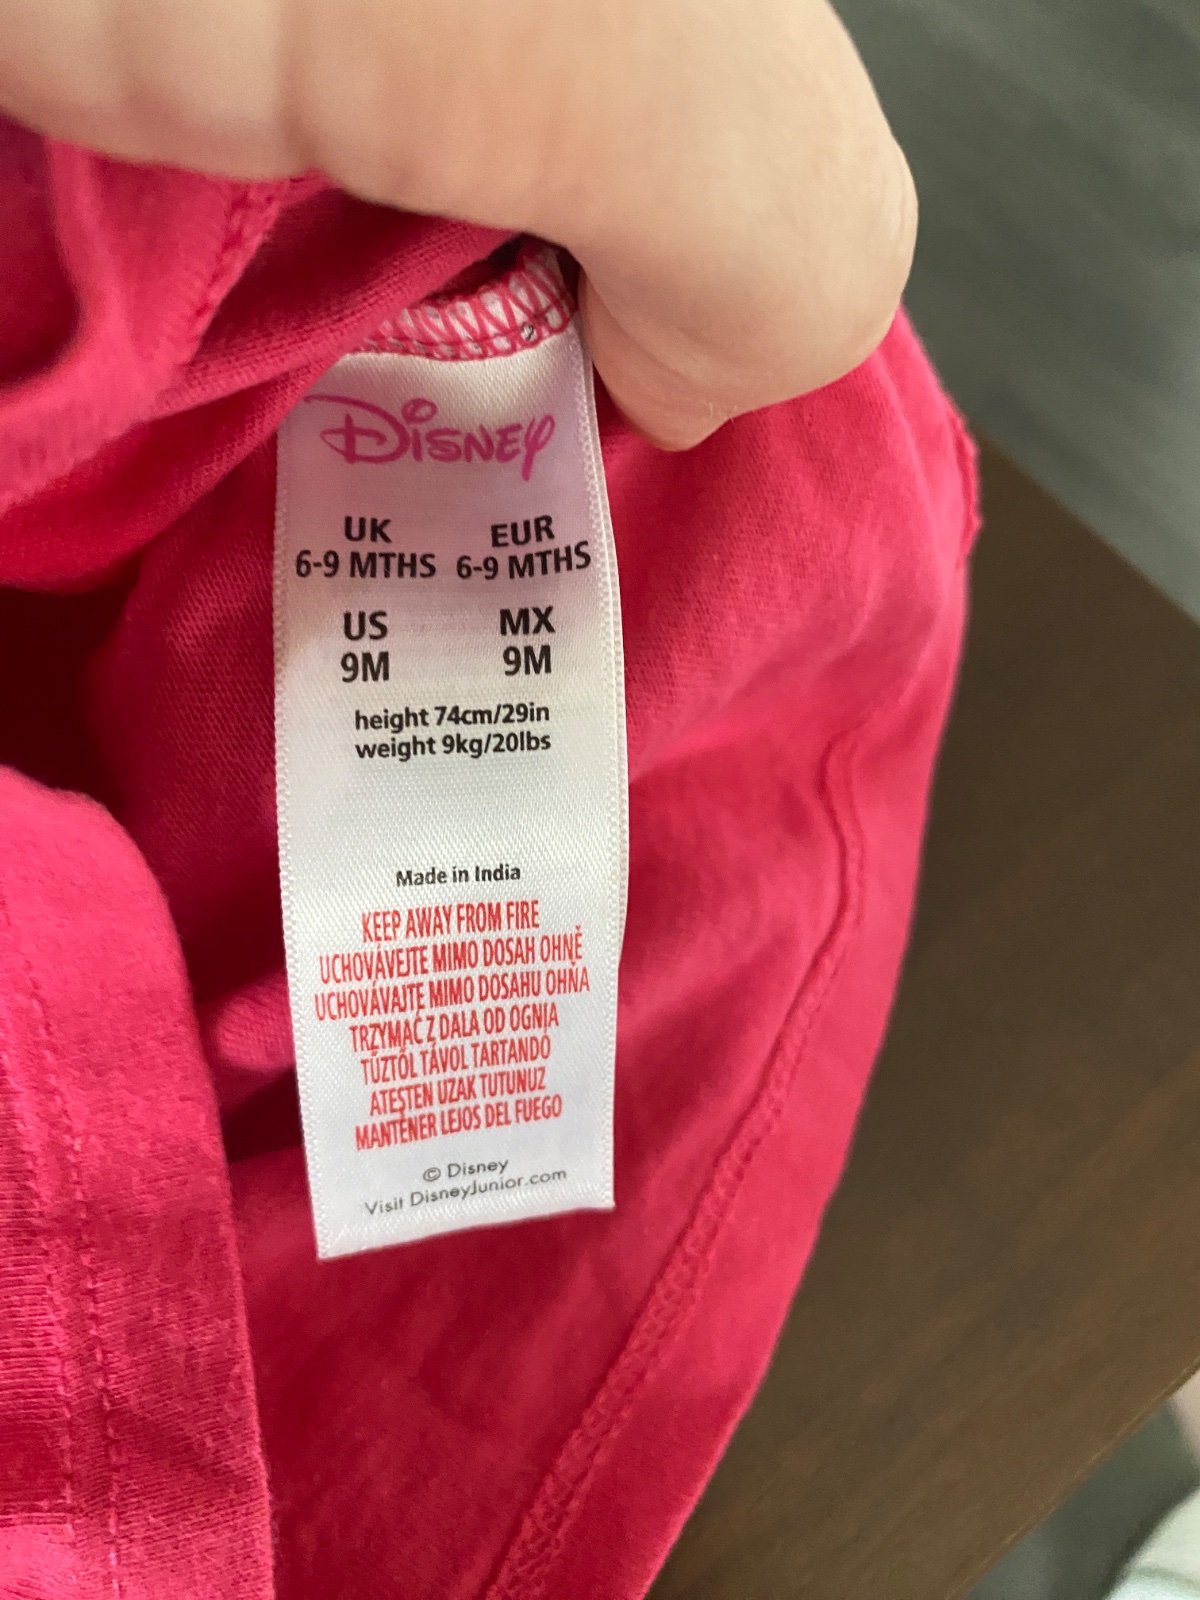 Disney
UK EUR
6-9 MTHS 6-9 MTHS
US MX
9M 9M
height 74cm/29in
weight 9kg/20lbs
Made in India
KEEP AWAY FROM FIRE
UCHOVÁVEJTE MIMO DOSAH OHNĚ
UCHOVÁVAJTE MIMO DOSAHU OHŇA
TRZYMAĆ Z DALA OD OGNIA
TŰZTŐL TÁVOL TARTANDÓ
ATEŞTEN UZAK TUTUNUZ
MANTENER LEJOS DEL FUEGO
© Disney
Visit DisneyJunior.com